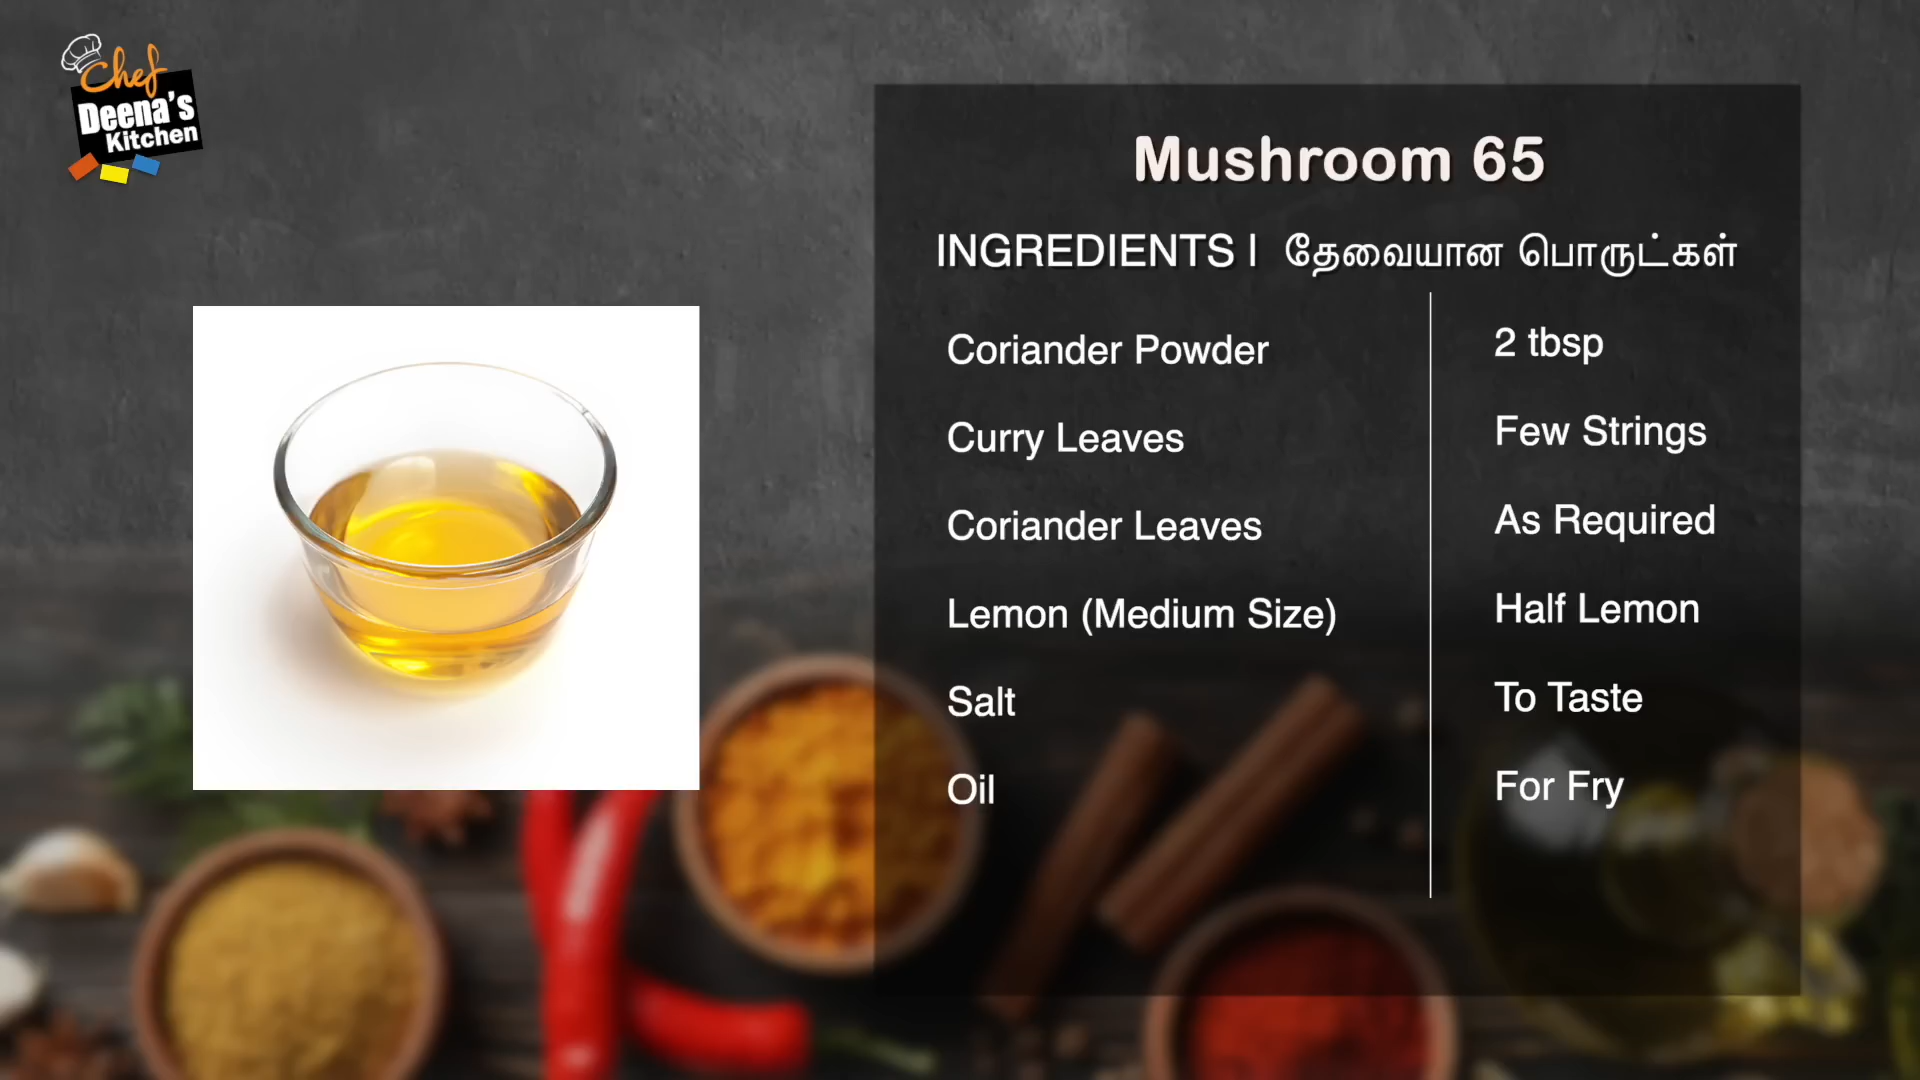 Chef
Deena's
Kitchen
Mushroom 65
INGREDIENTS | தேவையான பொருட்கள்
Coriander Powder 2 tbsp
Curry Leaves Few Strings
Coriander Leaves As Required
Lemon (Medium Size) Half Lemon
Salt To Taste
Oil For Fry